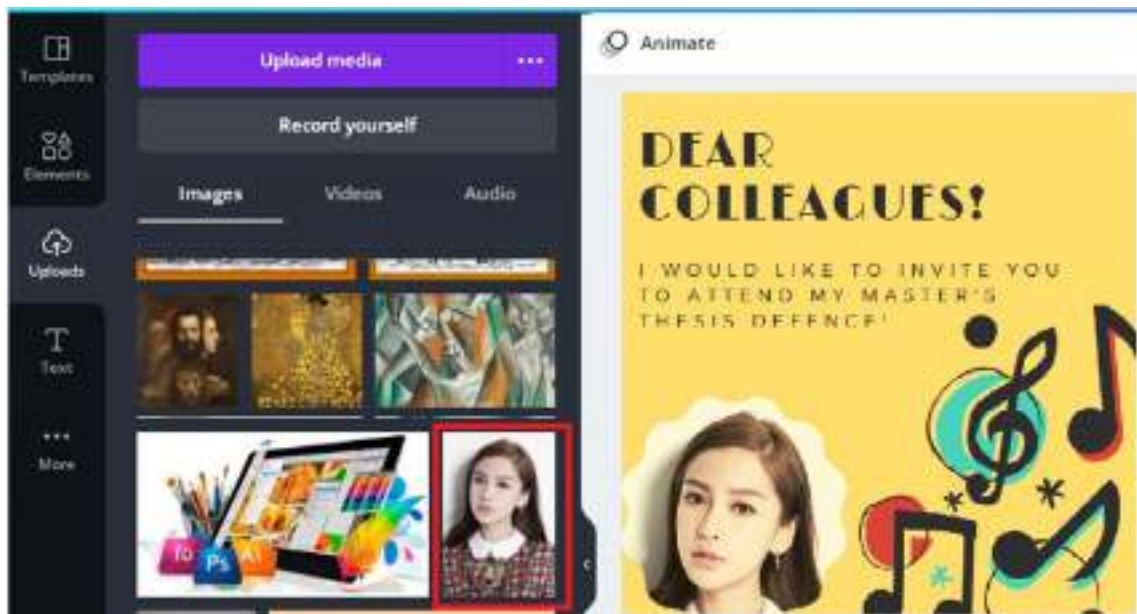 Templates
Elements
Uploads
Text
More
Upload media
Record yourself
Images
Videos
Audio
To
Ps
Ai
Animate
DEAR
COLLEAGUES!
I WOULD LIKE TO INVITE YOU
TO ATTEND MY MASTER'S
THESIS DEFENCE!